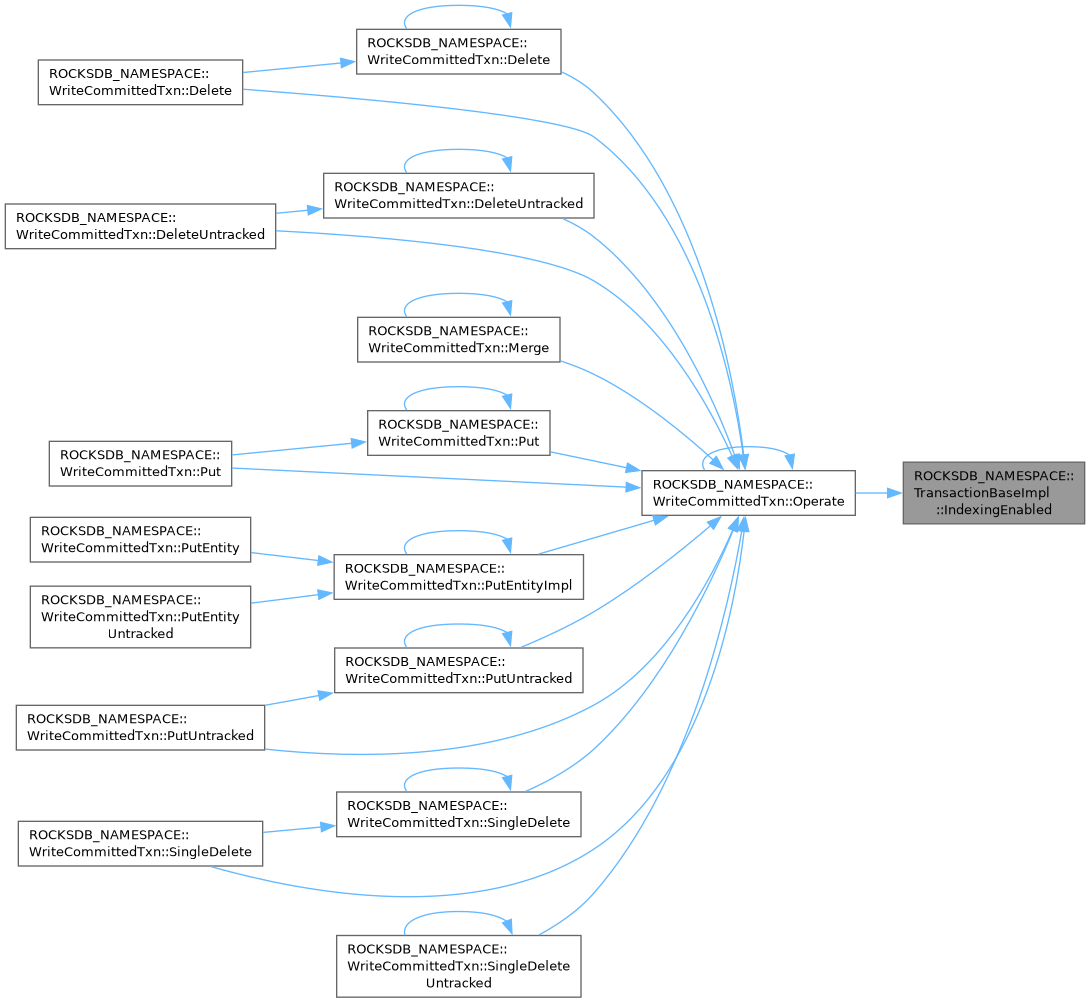 ROCKSDB_NAMESPACE::
WriteCommittedTxn::Delete
ROCKSDB_NAMESPACE::
WriteCommittedTxn::Delete
ROCKSDB_NAMESPACE::
WriteCommittedTxn::DeleteUntracked
ROCKSDB_NAMESPACE::
WriteCommittedTxn::DeleteUntracked
ROCKSDB_NAMESPACE::
WriteCommittedTxn::Merge
ROCKSDB_NAMESPACE::
WriteCommittedTxn::Put
ROCKSDB_NAMESPACE::
WriteCommittedTxn::Put
ROCKSDB_NAMESPACE::
WriteCommittedTxn::Operate
ROCKSDB_NAMESPACE::
TransactionBaseImpl
::IndexingEnabled
ROCKSDB_NAMESPACE::
WriteCommittedTxn::PutEntity
ROCKSDB_NAMESPACE::
WriteCommittedTxn::PutEntityImpl
ROCKSDB_NAMESPACE::
WriteCommittedTxn::PutEntity
Untracked
ROCKSDB_NAMESPACE::
WriteCommittedTxn::PutUntracked
ROCKSDB_NAMESPACE::
WriteCommittedTxn::PutUntracked
ROCKSDB_NAMESPACE::
WriteCommittedTxn::SingleDelete
ROCKSDB_NAMESPACE::
WriteCommittedTxn::SingleDelete
ROCKSDB_NAMESPACE::
WriteCommittedTxn::SingleDelete
Untracked